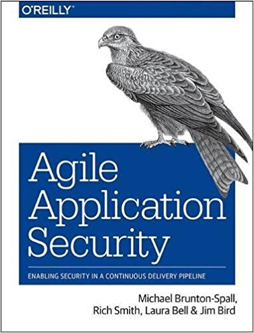 O'REILLY®
Agile
Application
Security
ENABLING SECURITY IN A CONTINUOUS DELIVERY PIPELINE
Michael Brunton-Spall,
Rich Smith, Laura Bell & Jim Bird